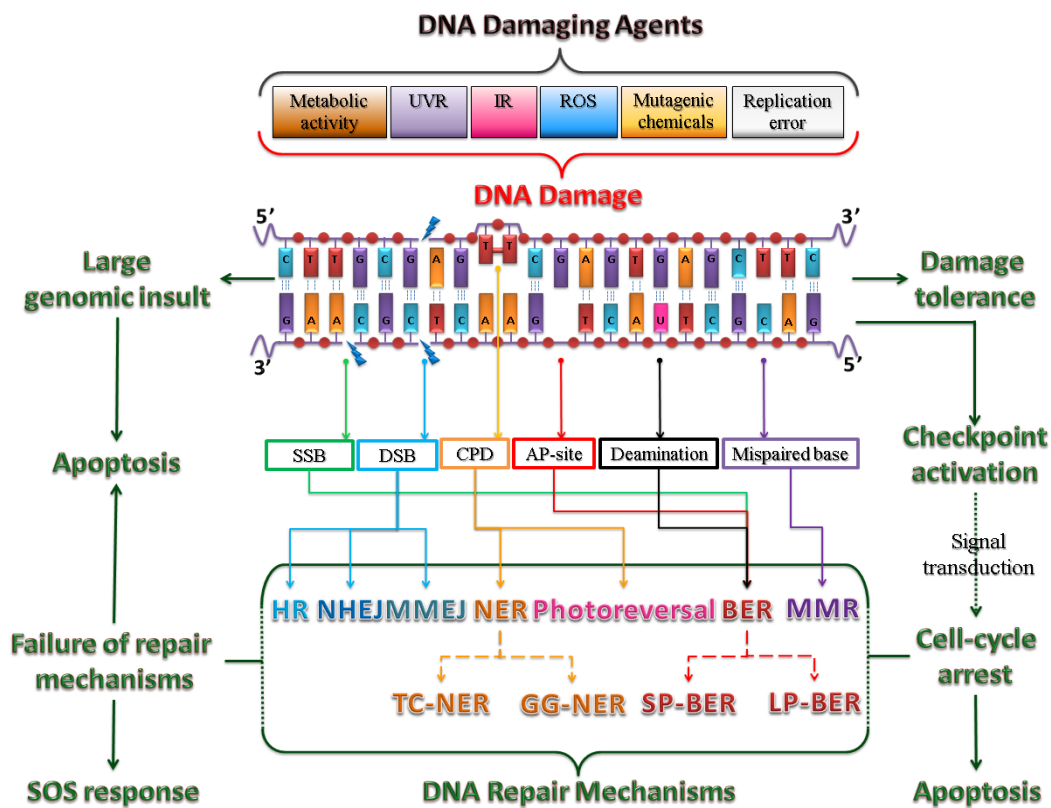 DNA Damaging Agents
Metabolic activity
UVR
IR
ROS
Mutagenic chemicals
Replication error
DNA Damage
5’
3’
C T T G C G A G T T C G A G T G A G C T T C
G A A C G C T C A A G T C A U T C G C A G
3’
5’
Large
genomic insult
Damage
tolerance
SSB
DSB
CPD
AP-site
Deamination
Mispaired base
Apoptosis
Checkpoint
activation
Signal
transduction
HR
NHEJ
MMEJ
NER
Photoreversal
BER
MMR
Failure of repair
mechanisms
Cell-cycle
arrest
TC-NER
GG-NER
SP-BER
LP-BER
SOS response
DNA Repair Mechanisms
Apoptosis